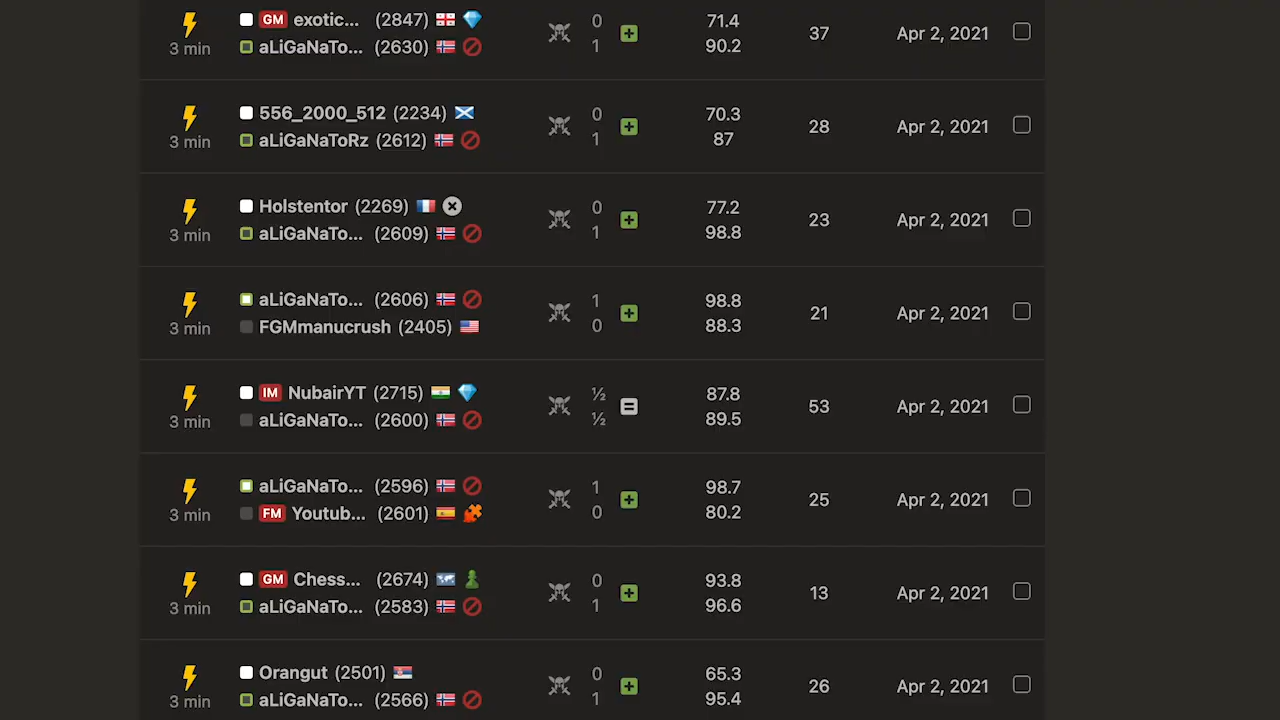 GM exotic... (2847)
3 min
aLiGaNaTo... (2630)
0
1
71.4
90.2
37
Apr 2, 2021
556_2000_512 (2234)
3 min
aLiGaNaToRz (2612)
0
1
70.3
87
28
Apr 2, 2021
Holstentor (2269)
3 min
aLiGaNaTo... (2609)
0
1
77.2
98.8
23
Apr 2, 2021
aLiGaNaTo... (2606)
3 min
FGMmanucrush (2405)
1
0
98.8
88.3
21
Apr 2, 2021
IM NubairYT (2715)
3 min
aLiGaNaTo... (2600)
½
½
87.8
89.5
53
Apr 2, 2021
aLiGaNaTo... (2596)
3 min
FM Youtub... (2601)
1
0
98.7
80.2
25
Apr 2, 2021
GM Chess... (2674)
3 min
aLiGaNaTo... (2583)
0
1
93.8
96.6
13
Apr 2, 2021
Orangut (2501)
3 min
aLiGaNaTo... (2566)
0
1
65.3
95.4
26
Apr 2, 2021